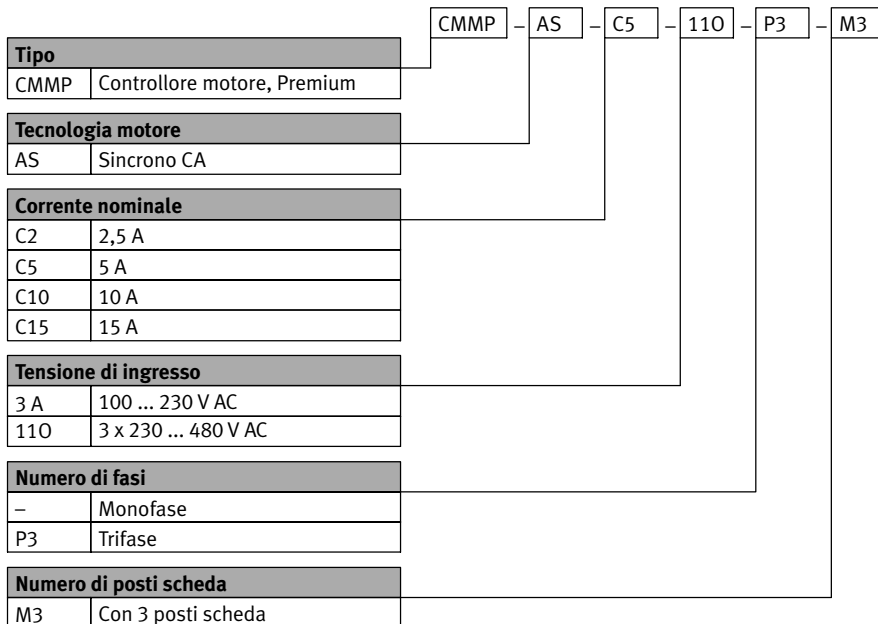 CMMP – AS – C5 – 11O – P3 – M3
Tipo
CMMP Controllore motore, Premium
Tecnologia motore
AS Sincrono CA
Corrente nominale
C2 2,5 A
C5 5 A
C10 10 A
C15 15 A
Tensione di ingresso
3 A 100 ... 230 V AC
11O 3 x 230 ... 480 V AC
Numero di fasi
– Monofase
P3 Trifase
Numero di posti scheda
M3 Con 3 posti scheda